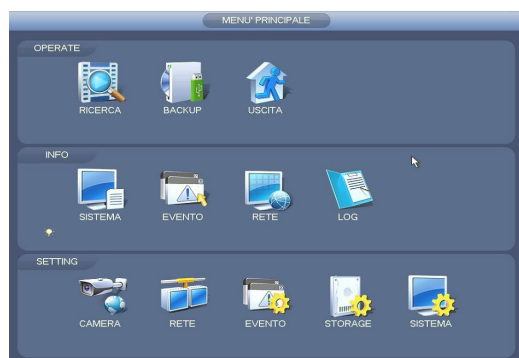 MENU' PRINCIPALE
OPERATE
RICERCA BACKUP USCITA
INFO
SISTEMA EVENTO RETE LOG
SETTING
CAMERA RETE EVENTO STORAGE SISTEMA